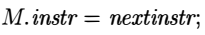 M.instr = nextinstr;